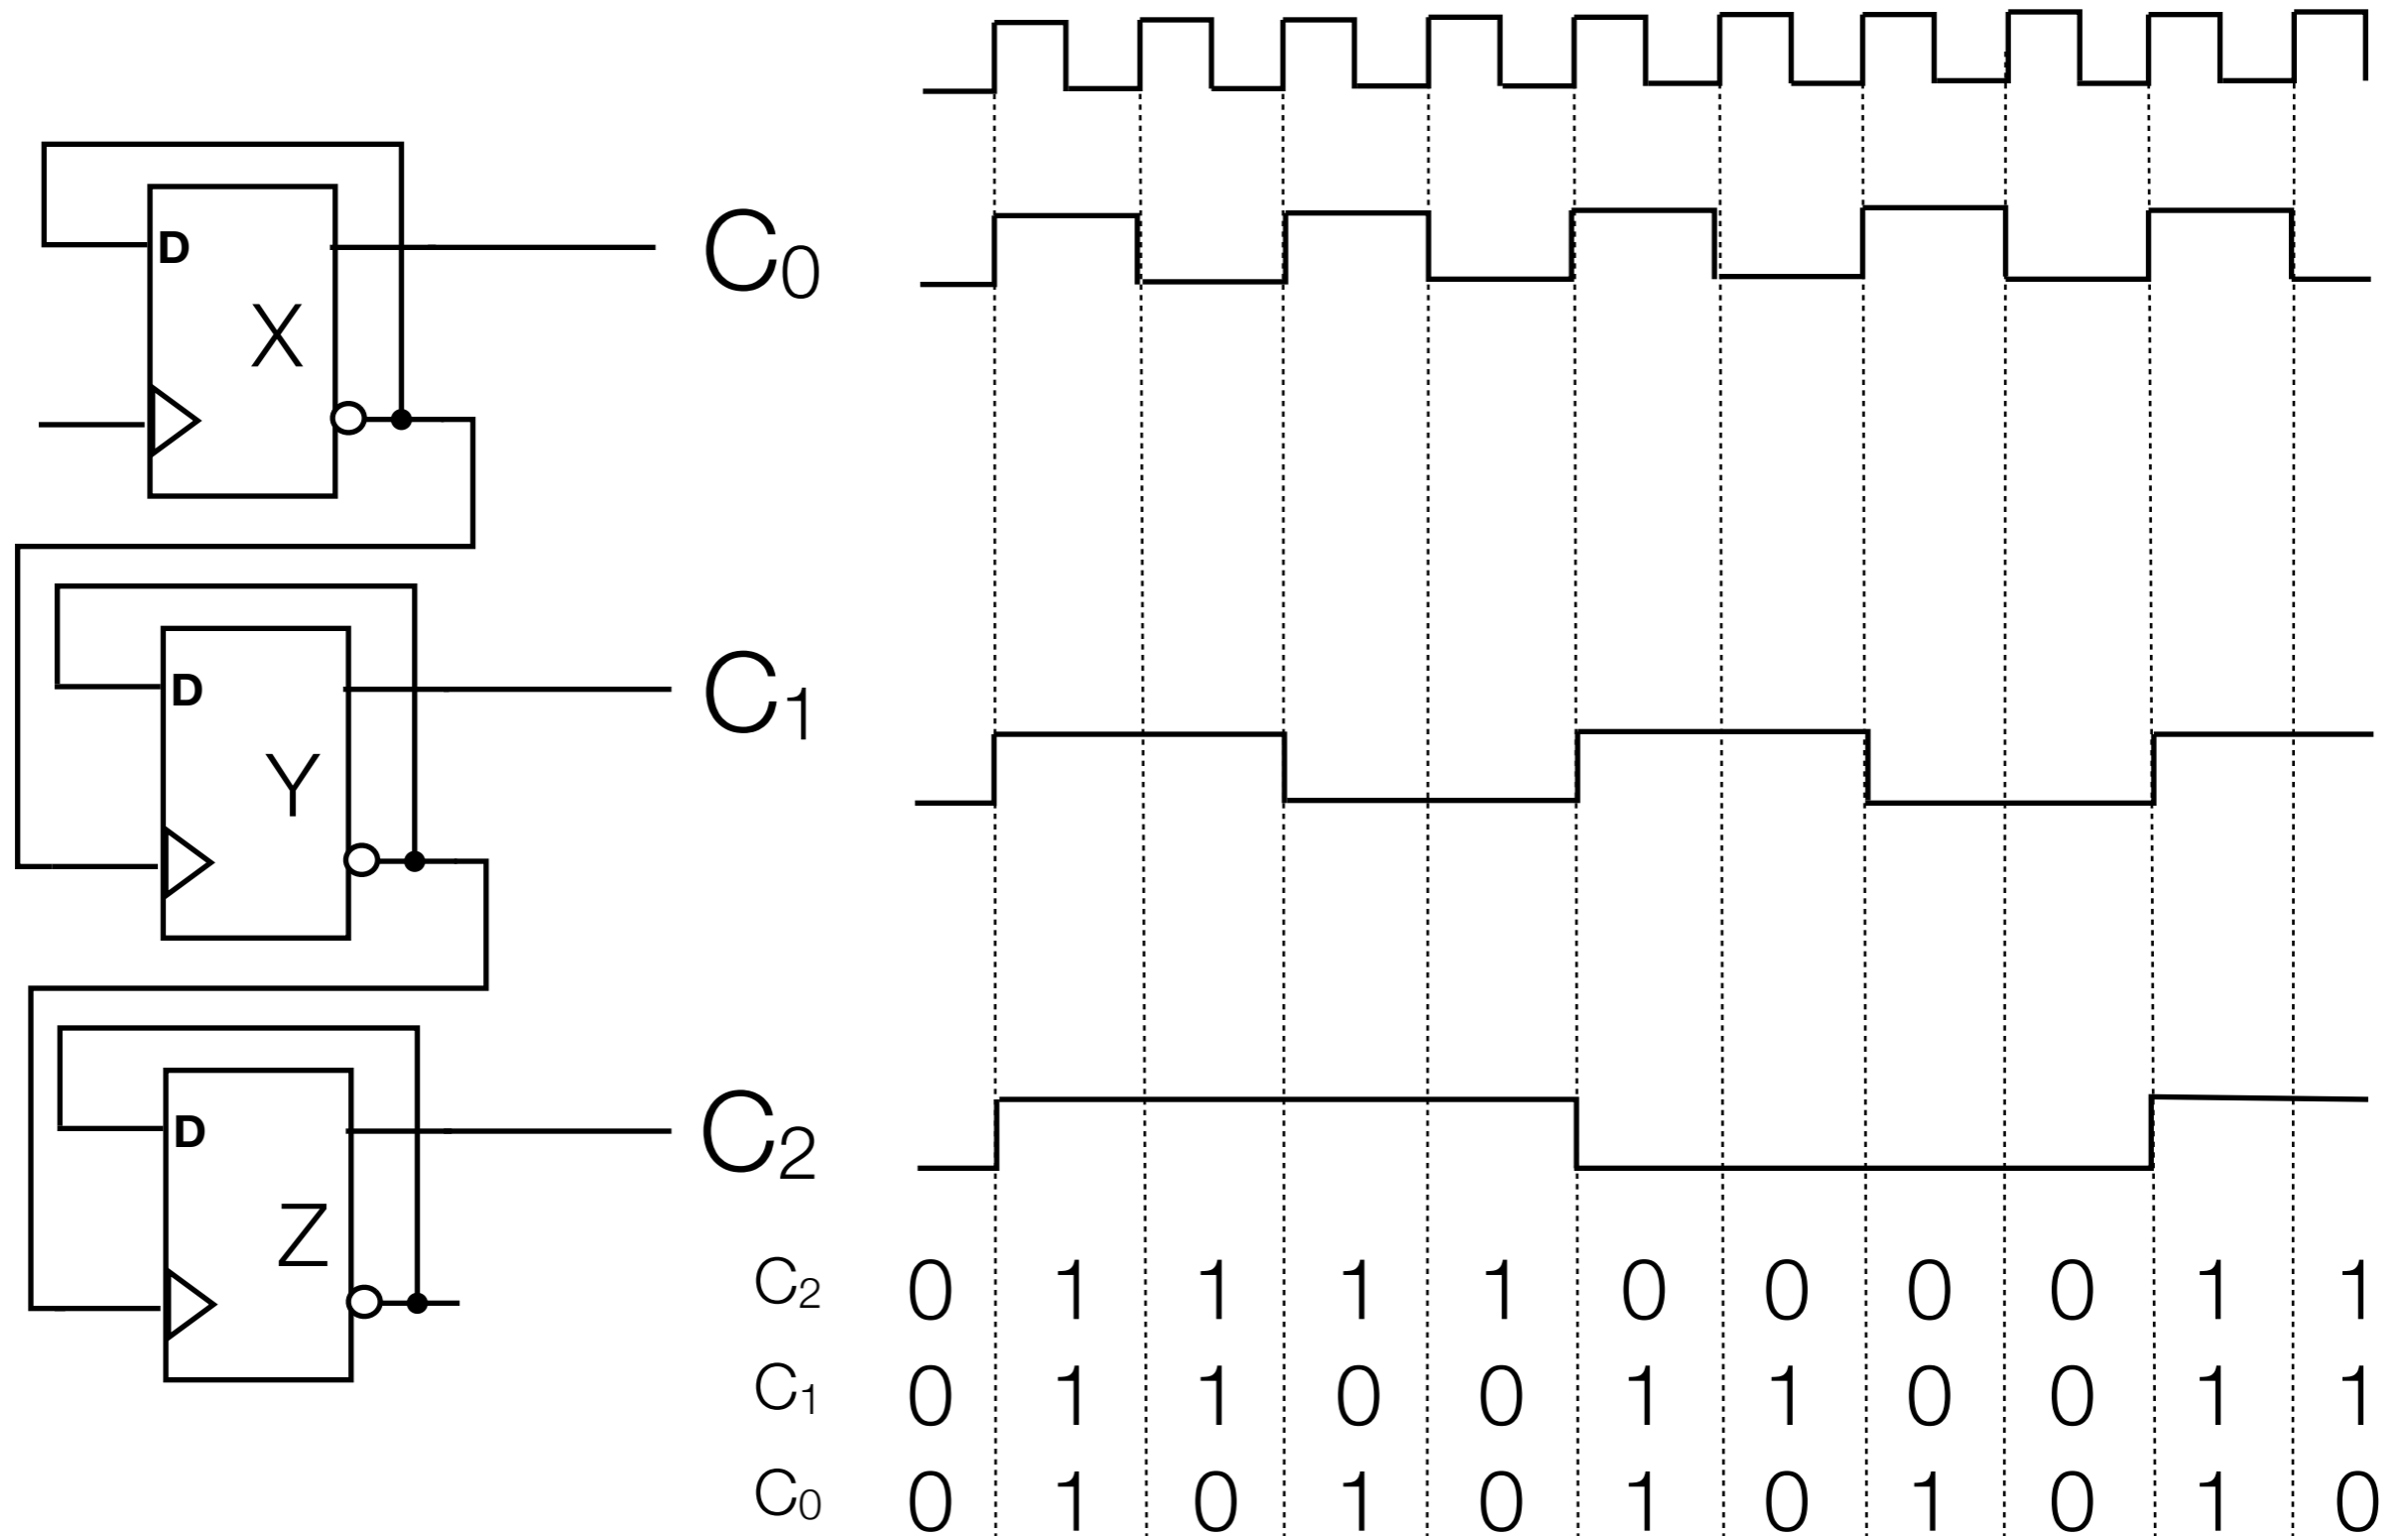 D
X
C₀
D
Y
C₁
D
Z
C₂
C₂ 0 1 1 1 1 0 0 0 0 1 1
C₁ 0 1 1 0 0 1 1 0 0 1 1
C₀ 0 1 0 1 0 1 0 1 0 1 0